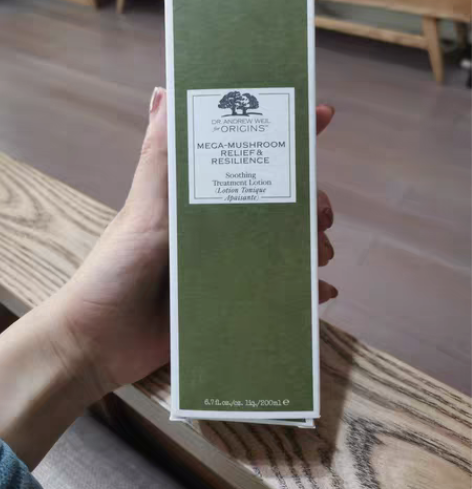 DR. ANDREW WEIL
for ORIGINS™
MEGA-MUSHROOM
RELIEF &
RESILIENCE
Soothing
Treatment Lotion
Lotion Tonique
Apaisante
6.7 fl.oz./oz. liq./200ml ℮